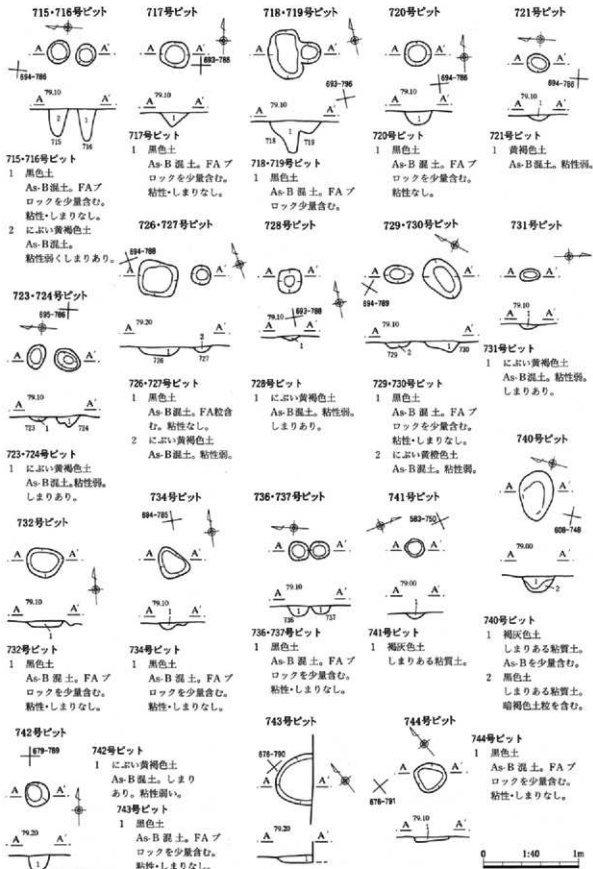 715・716号ピット
A A'
694-786
A 79.10 A'
2 1
715 716
715・716号ピット
1 黒色土
As-B混土。FAブ
ロックを少量含む。
粘性・しまりなし。
2 にぶい黄褐色土
As-B混土。
粘性弱くしまりあり。
717号ピット
A A'
693-788
A 79.10 A'
1
717号ピット
1 黒色土
As-B混土。FAブ
ロックを少量含む。
粘性・しまりなし。
718・719号ピット
A A'
693-796
A 79.10 A'
718 1 719
718・719号ピット
1 黒色土
As-B混土。FAブ
ロック少量含む。
720号ピット
A A'
694-786
A 79.10 A'
1
720号ピット
1 黒色土
As-B混土。FAブ
ロックを少量含む。
粘性なし。
721号ピット
A A'
694-786
A 79.10 A'
1
721号ピット
1 黄褐色土
As-B混土。粘性弱。
723・724号ピット
695-786
A A'
A 79.10 A'
723 1 724
723・724号ピット
1 にぶい黄褐色土
As-B混土。粘性弱。
しまりあり。
726・727号ピット
694-788
A A'
A 79.20 A'
1 2
726 727
726・727号ピット
1 黒色土
As-B混土。FA粒含
む。粘性なし。
2 にぶい黄褐色土
As-B混土。粘性弱。
728号ピット
A A'
693-788
A 79.10 A'
1
728号ピット
1 にぶい黄褐色土
As-B混土。粘性弱。
しまりあり。
729・730号ピット
A A'
694-789
A 79.10 A'
729 2 1 730
729・730号ピット
1 黒色土
As-B混土。FAブ
ロックを少量含む。
粘性・しまりなし。
2 にぶい黄橙色土
As-B混土。粘性弱。
731号ピット
A A'
A 79.10 A'
1
731号ピット
1 にぶい黄褐色土
As-B混土。粘性弱。
しまりあり。
732号ピット
A A'
A 79.10 A'
1
732号ピット
1 黒色土
As-B混土。FAブ
ロックを少量含む。
粘性・しまりなし。
734号ピット
694-785
A A'
A 79.10 A'
1
734号ピット
1 黒色土
As-B混土。FAブ
ロックを少量含む。
粘性・しまりなし。
736・737号ピット
A A'
A 79.10 A'
736 1 737
736・737号ピット
1 黒色土
As-B混土。FAブ
ロックを少量含む。
粘性・しまりなし。
741号ピット
583-750
A A'
A 79.00 A'
741号ピット
1 褐灰色土
しまりある粘質土。
740号ピット
A A'
608-748
A 79.00 A'
1 2
740号ピット
1 褐灰色土
しまりある粘質土。
As-Bを少量含む。
2 黒色土
しまりある粘質土。
暗褐色土粒を含む。
742号ピット
679-789
A A'
A 79.20 A'
1
742号ピット
1 にぶい黄褐色土
As-B混土。しまり
あり。粘性弱い。
743号ピット
1 黒色土
As-B混土。FAブ
ロックを少量含む。
粘性・しまりなし。
743号ピット
676-790
A A'
A 79.20 A'
1
744号ピット
A A'
676-791
A 79.10 A'
744号ピット
1 黒色土
As-B混土。FAブ
ロックを少量含む。
粘性・しまりなし。
0 1:40 1m